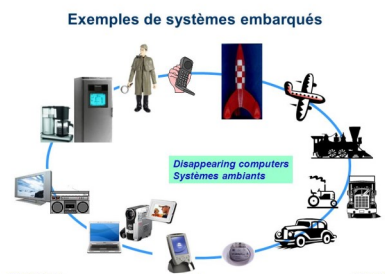 Exemples de systèmes embarqués
Disappearing computers
Systèmes ambiants